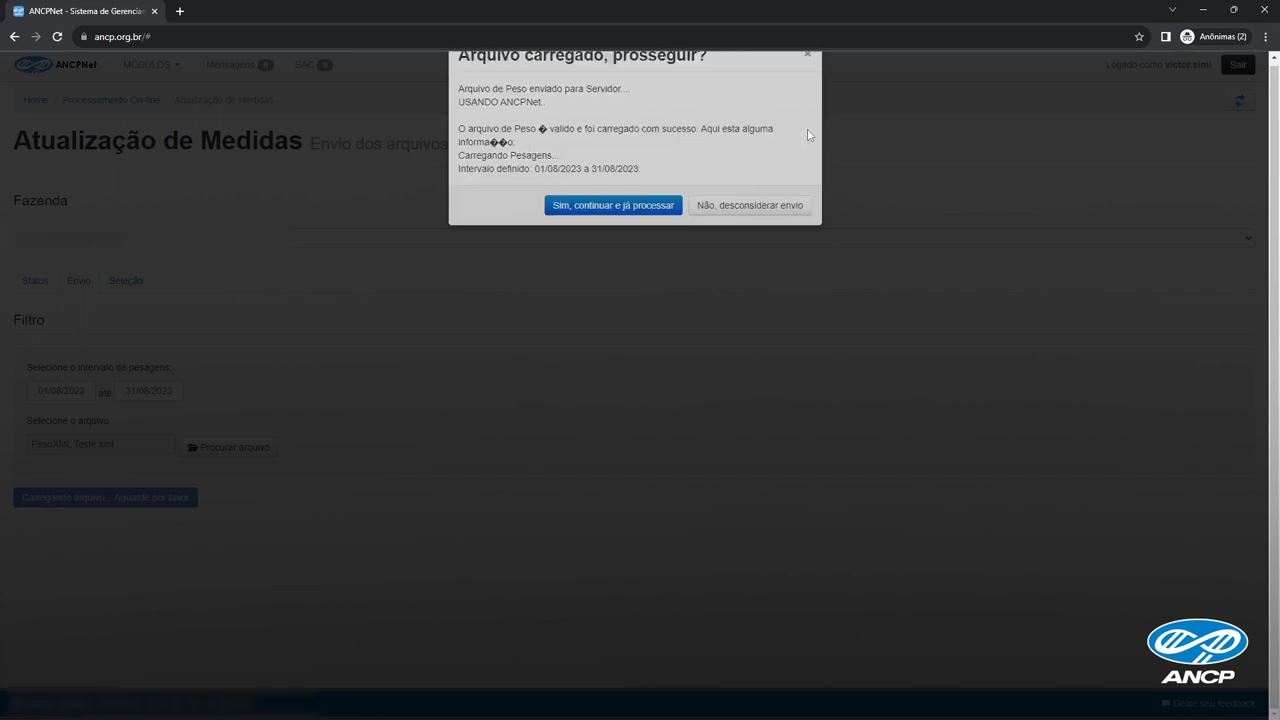 ANCPNet - Sistema de Gerencia
ancp.org.br/#
Anônimas (2)
ANCPNet
MÓDULOS
Mensagens 0
SAC 0
Logado como victor.simi
Sair
Arquivo carregado, prosseguir?
×
Arquivo de Peso enviado para Servidor....
USANDO ANCPNet..
O arquivo de Peso � valido e foi carregado com sucesso. Aqui esta alguma
informa��o:
Carregando Pesagens...
Intervalo definido: 01/08/2023 a 31/08/2023.
Sim, continuar e já processar
Não, desconsiderar envio
Home / Processamento On-line / Atualização de Medidas
Atualização de Medidas Envio dos arquivos
Fazenda
Status
Envio
Seleção
Filtro
Selecione o intervalo de pesagens:
01/08/2023 até 31/08/2023
Selecione o arquivo:
PesoXML Teste.xml
Procurar arquivo
Carregando arquivo... Aguarde por favor
ANCP
Deixe seu feedback